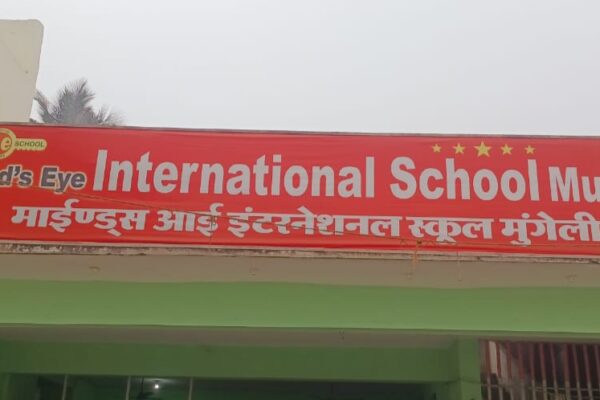 e SCHOOL
d's Eye International School Mu
माईण्ड्स आई इंटरनेशनल स्कूल मुंगेली